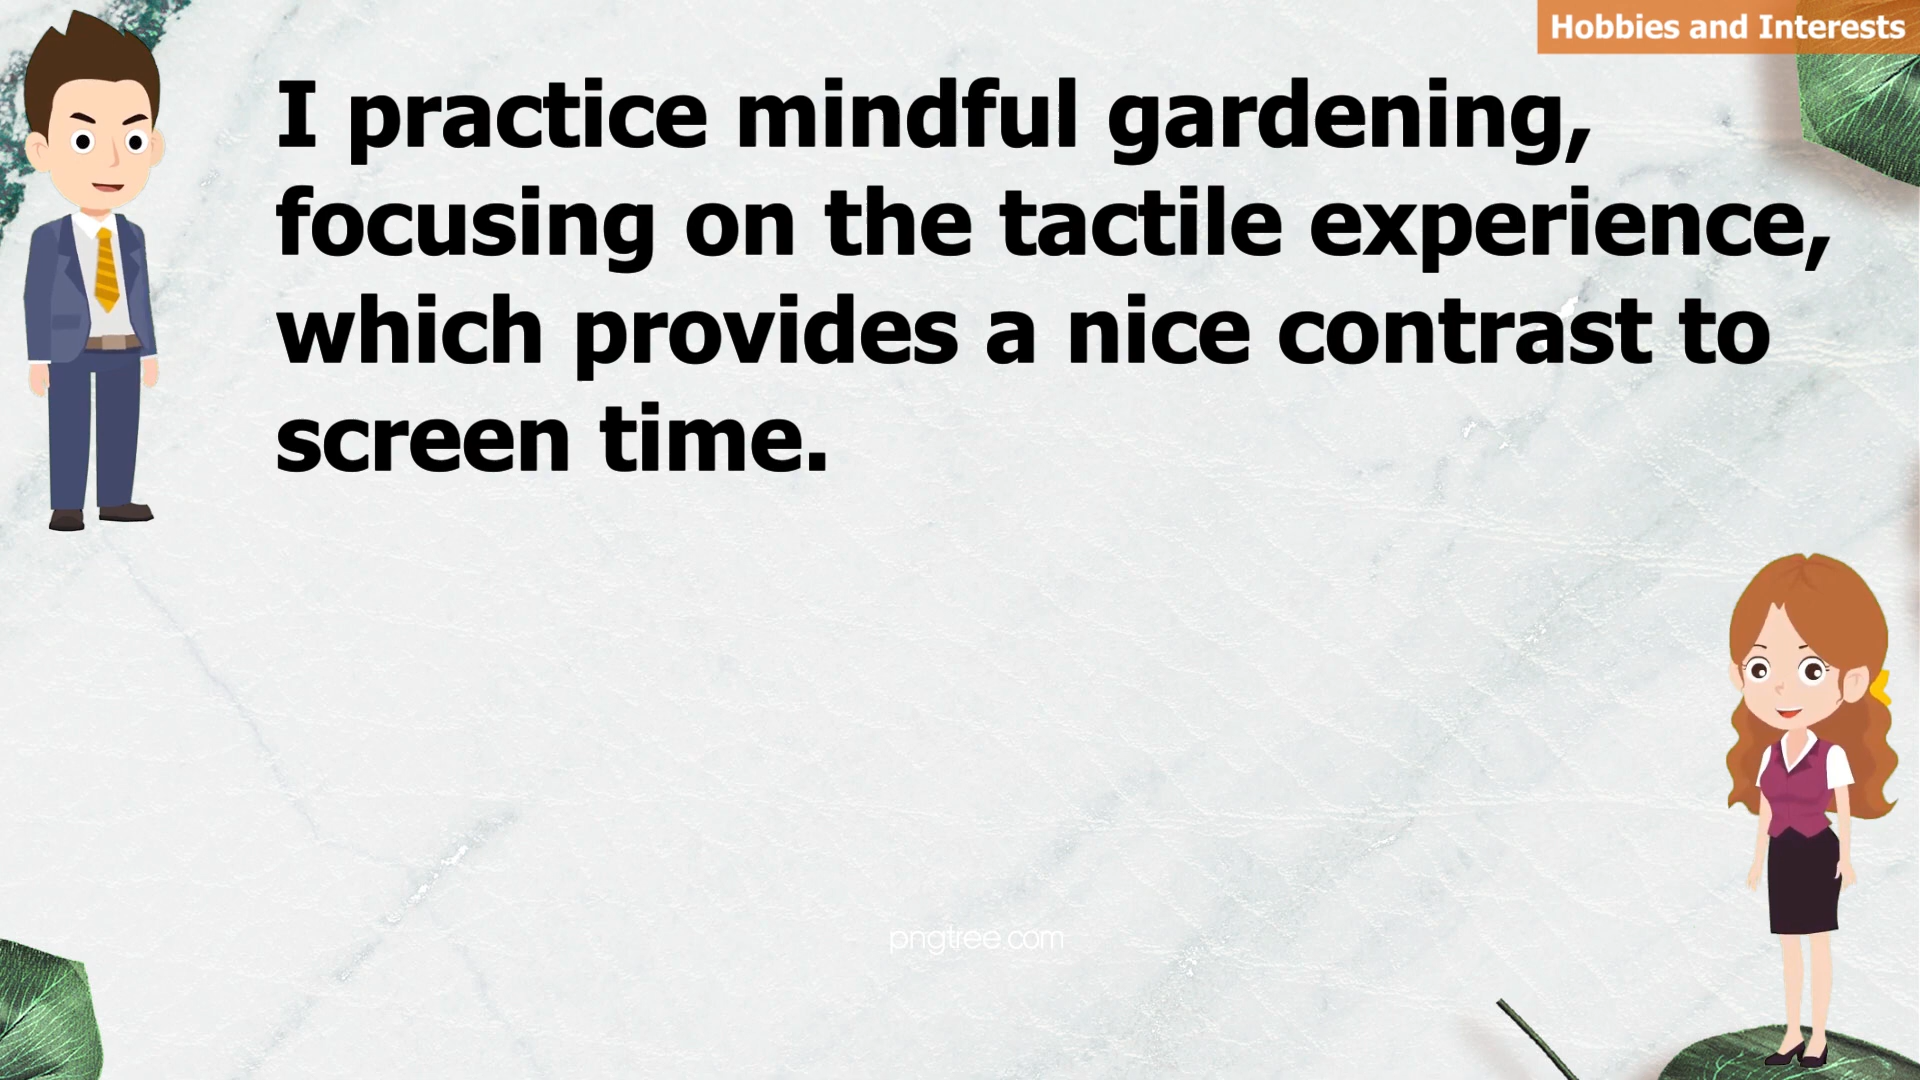 Hobbies and Interests
I practice mindful gardening,
focusing on the tactile experience,
which provides a nice contrast to
screen time.
pngtree.com